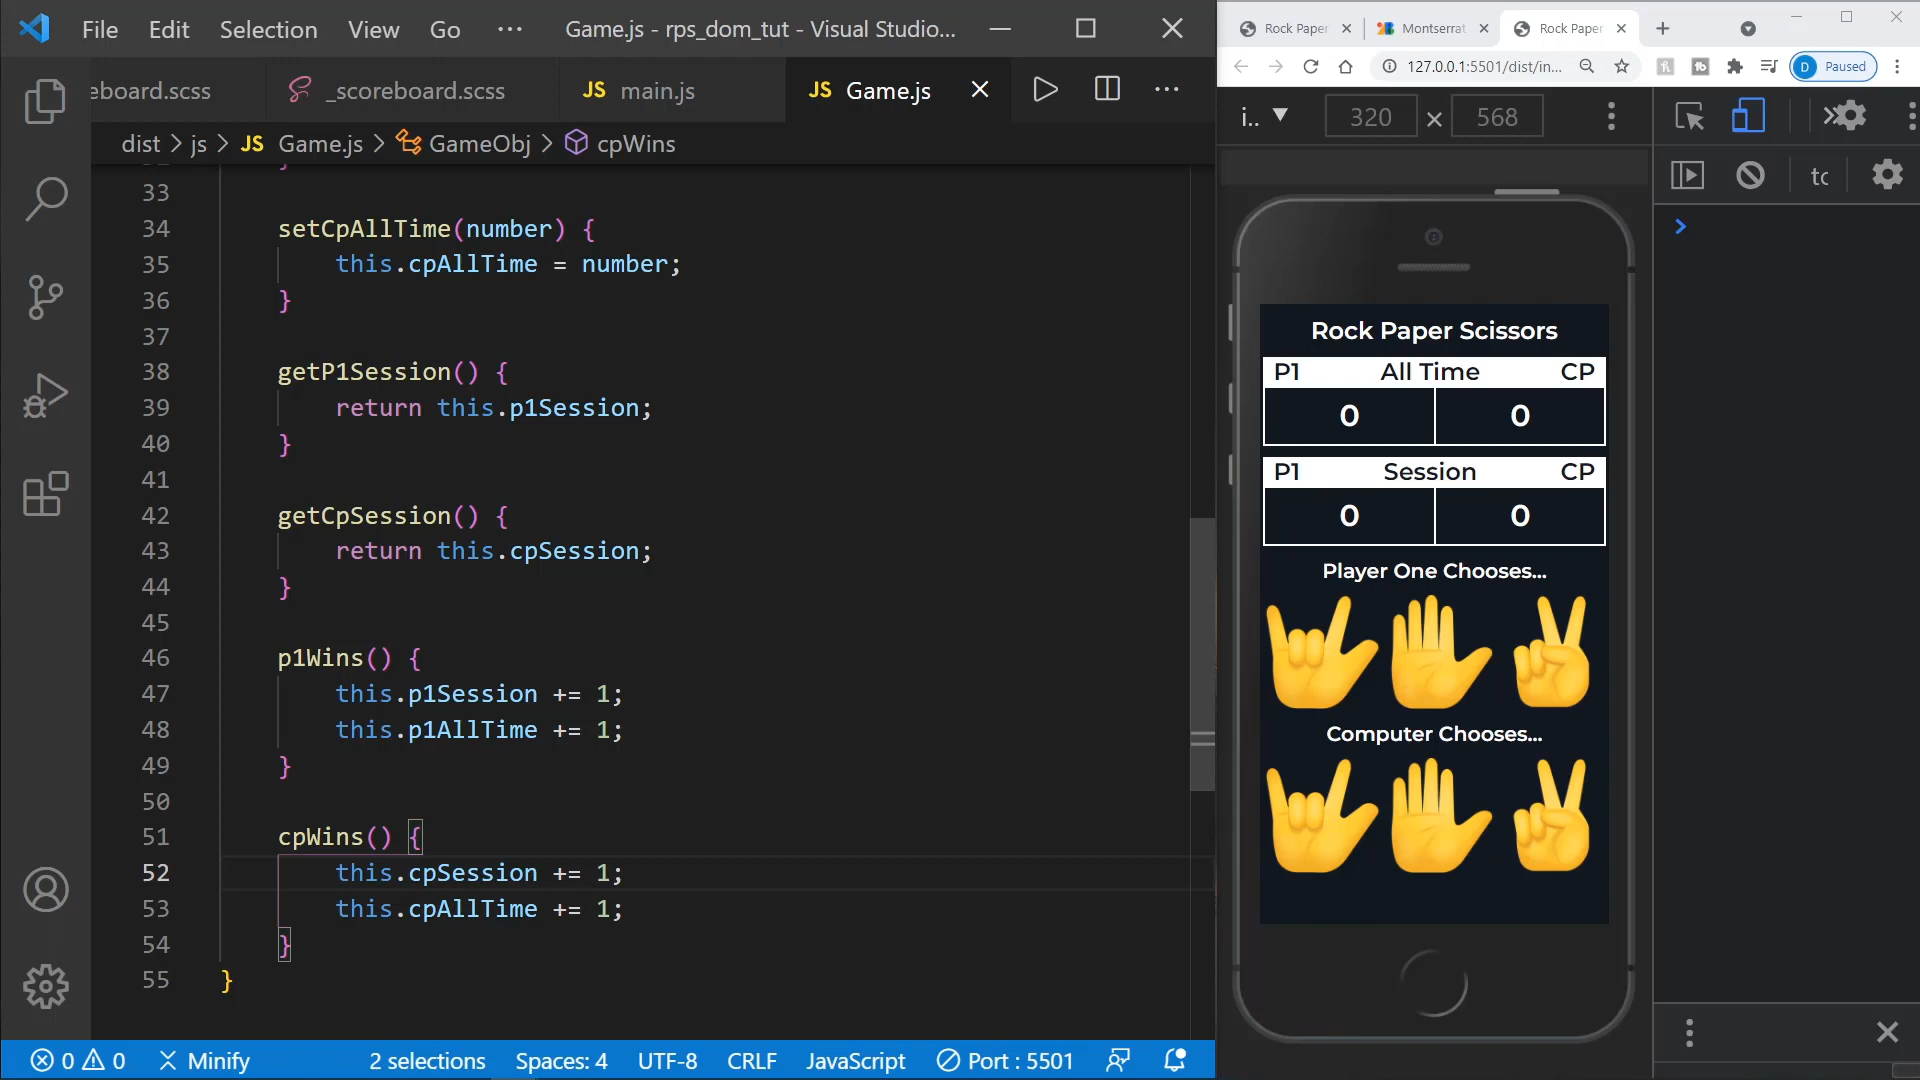 File Edit Selection View Go ··· Game.js - rps_dom_tut - Visual Studio...
eboard.scss _scoreboard.scss JS main.js JS Game.js
dist > js > JS Game.js > GameObj > cpWins
33
34 setCpAllTime(number) {
35 this.cpAllTime = number;
36 }
37
38 getP1Session() {
39 return this.p1Session;
40 }
41
42 getCpSession() {
43 return this.cpSession;
44 }
45
46 p1Wins() {
47 this.p1Session += 1;
48 this.p1AllTime += 1;
49 }
50
51 cpWins() {
52 this.cpSession += 1;
53 this.cpAllTime += 1;
54 }
55 }
0 0 Minify 2 selections Spaces: 4 UTF-8 CRLF JavaScript Port : 5501
Rock Paper Montserrat Rock Paper
127.0.0.1:5501/dist/in... D Paused
i.. 320 × 568
tc
Rock Paper Scissors
P1 All Time CP
0 0
P1 Session CP
0 0
Player One Chooses...
Computer Chooses...